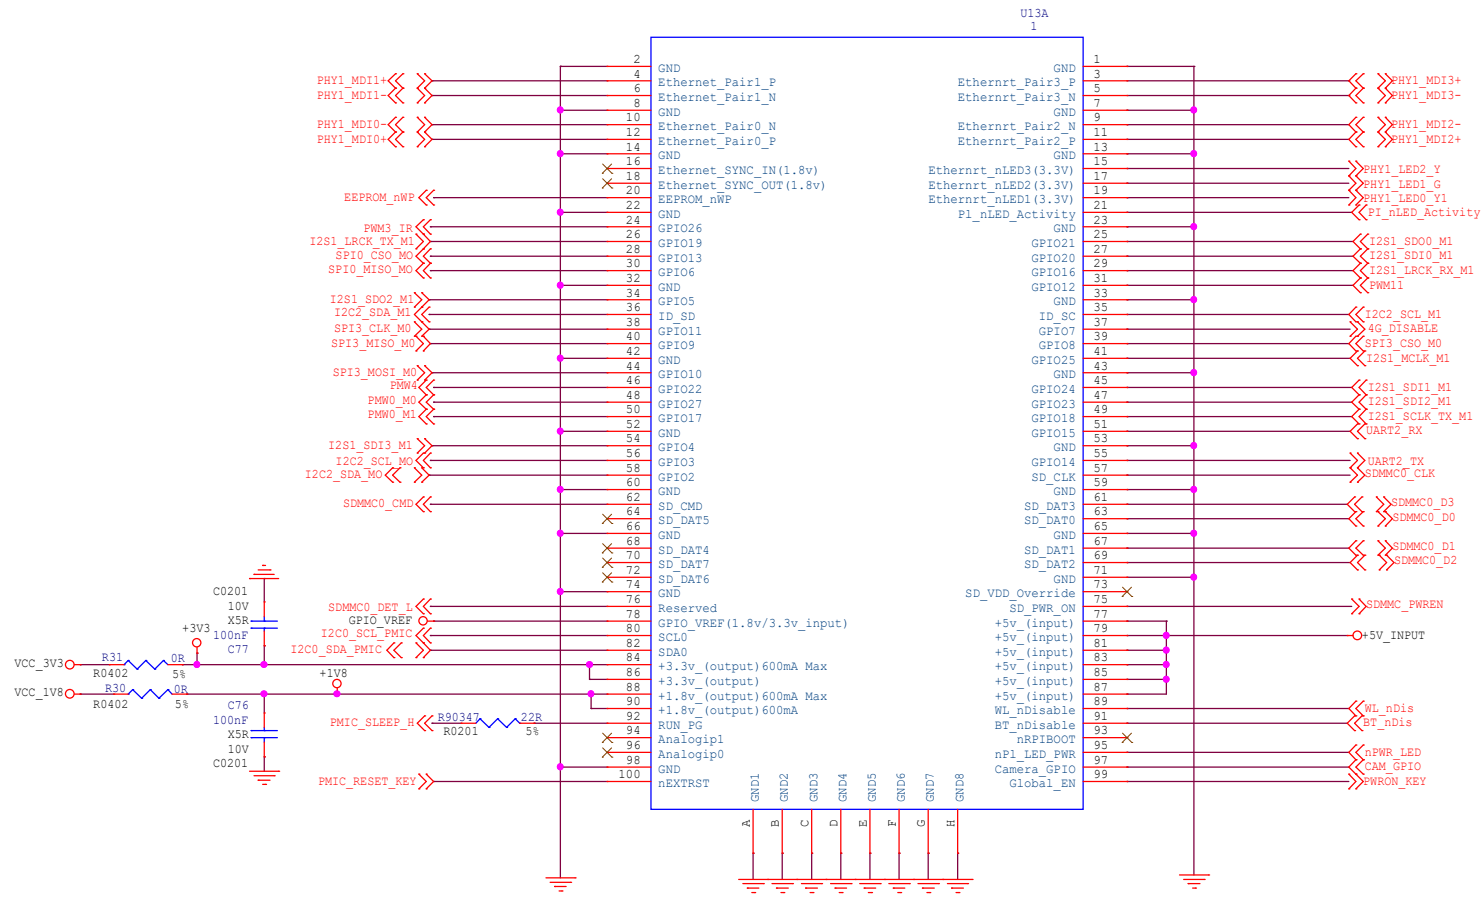 U13A
1
2 GND
PHY1_MDI1+ 4 Ethernet_Pair1_P
PHY1_MDI1- 6 Ethernet_Pair1_N
8 GND
PHY1_MDI0- 10 Ethernet_Pair0_N
PHY1_MDI0+ 12 Ethernet_Pair0_P
14 GND
16 Ethernet_SYNC_IN(1.8v)
18 Ethernet_SYNC_OUT(1.8v)
EEPROM_nWP 20 EEPROM_nWP
22 GND
PWM3_IR 24 GPIO26
I2S1_LRCK_TX_M1 26 GPIO19
SPI0_CSO_MO 28 GPIO13
SPI0_MISO_MO 30 GPIO6
32 GND
I2S1_SDO2_M1 34 GPIO5
I2C2_SDA_M1 36 ID_SD
SPI3_CLK_M0 38 GPIO11
SPI3_MISO_M0 40 GPIO9
42 GND
SPI3_MOSI_M0 44 GPIO10
PMW4 46 GPIO22
PMW0_M0 48 GPIO27
PMW0_M1 50 GPIO17
52 GND
I2S1_SDI3_M1 54 GPIO4
I2C2_SCL_MO 56 GPIO3
I2C2_SDA_MO 58 GPIO2
60 GND
SDMMC0_CMD 62 SD_CMD
64 SD_DAT5
66 GND
68 SD_DAT4
70 SD_DAT7
72 SD_DAT6
74 GND
SDMMC0_DET_L 76 Reserved
GPIO_VREF 78 GPIO_VREF(1.8v/3.3v_input)
I2C0_SCL_PMIC 80 SCL0
I2C0_SDA_PMIC 82 SDA0
84 +3.3v_(output)600mA Max
86 +3.3v_(output)
88 +1.8v_(output)600mA Max
90 +1.8v_(output)600mA
PMIC_SLEEP_H R90347 22R 92 RUN_PG
R0201 5%
94 Analogip1
96 Analogip0
98 GND
PMIC_RESET_KEY 100 nEXTRST
C0201
10V
X5R
100nF
C77
+3V3
VCC_3V3 R31 0R
R0402 5%
+1V8
VCC_1V8 R30 0R
R0402 5%
C76
100nF
X5R
10V
C0201
GND 1
Ethernrt_Pair3_P 3 PHY1_MDI3+
Ethernrt_Pair3_N 5 PHY1_MDI3-
GND 7
Ethernrt_Pair2_N 9 PHY1_MDI2-
Ethernrt_Pair2_P 11 PHY1_MDI2+
GND 13
Ethernrt_nLED3(3.3V) 15 PHY1_LED2_Y
Ethernrt_nLED2(3.3V) 17 PHY1_LED1_G
Ethernrt_nLED1(3.3V) 19 PHY1_LED0_Y1
P1_nLED_Activity 21 PI_nLED_Activity
GND 23
GPIO21 25 I2S1_SDO0_M1
GPIO20 27 I2S1_SDI0_M1
GPIO16 29 I2S1_LRCK_RX_M1
GPIO12 31 PWM11
GND 33
ID_SC 35 I2C2_SCL_M1
GPIO7 37 4G_DISABLE
GPIO8 39 SPI3_CSO_M0
GPIO25 41 I2S1_MCLK_M1
GND 43
GPIO24 45 I2S1_SDI1_M1
GPIO23 47 I2S1_SDI2_M1
GPIO18 49 I2S1_SCLK_TX_M1
GPIO15 51 UART2_RX
GND 53
GPIO14 55 UART2_TX
SD_CLK 57 SDMMC0_CLK
GND 59
SD_DAT3 61 SDMMC0_D3
SD_DAT0 63 SDMMC0_D0
GND 65
SD_DAT1 67 SDMMC0_D1
SD_DAT2 69 SDMMC0_D2
GND 71
SD_VDD_Override 73
SD_PWR_ON 75 SDMMC_PWREN
+5v_(input) 77
+5v_(input) 79 +5V_INPUT
+5v_(input) 81
+5v_(input) 83
+5v_(input) 85
+5v_(input) 87
WL_nDisable 89 WL_nDis
BT_nDisable 91 BT_nDis
nRPIBOOT 93
nP1_LED_PWR 95 nPWR_LED
Camera_GPIO 97 CAM_GPIO
Global_EN 99 PWRON_KEY
GND1 GND2 GND3 GND4 GND5 GND6 GND7 GND8
A B C D E F G H